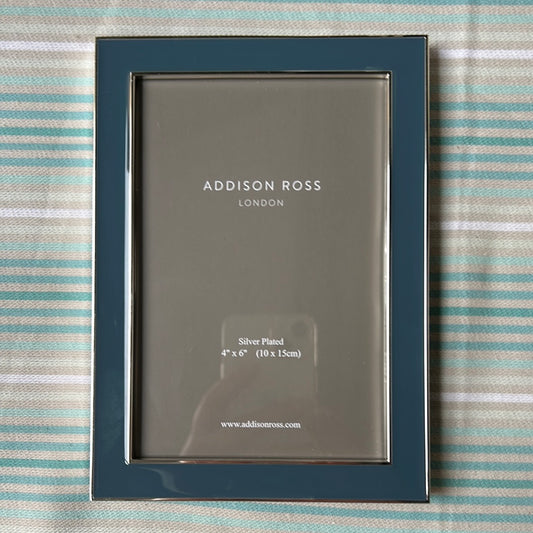 ADDISON ROSS
LONDON
Silver Plated
4" x 6" (10 x 15cm)
www.addisonross.com